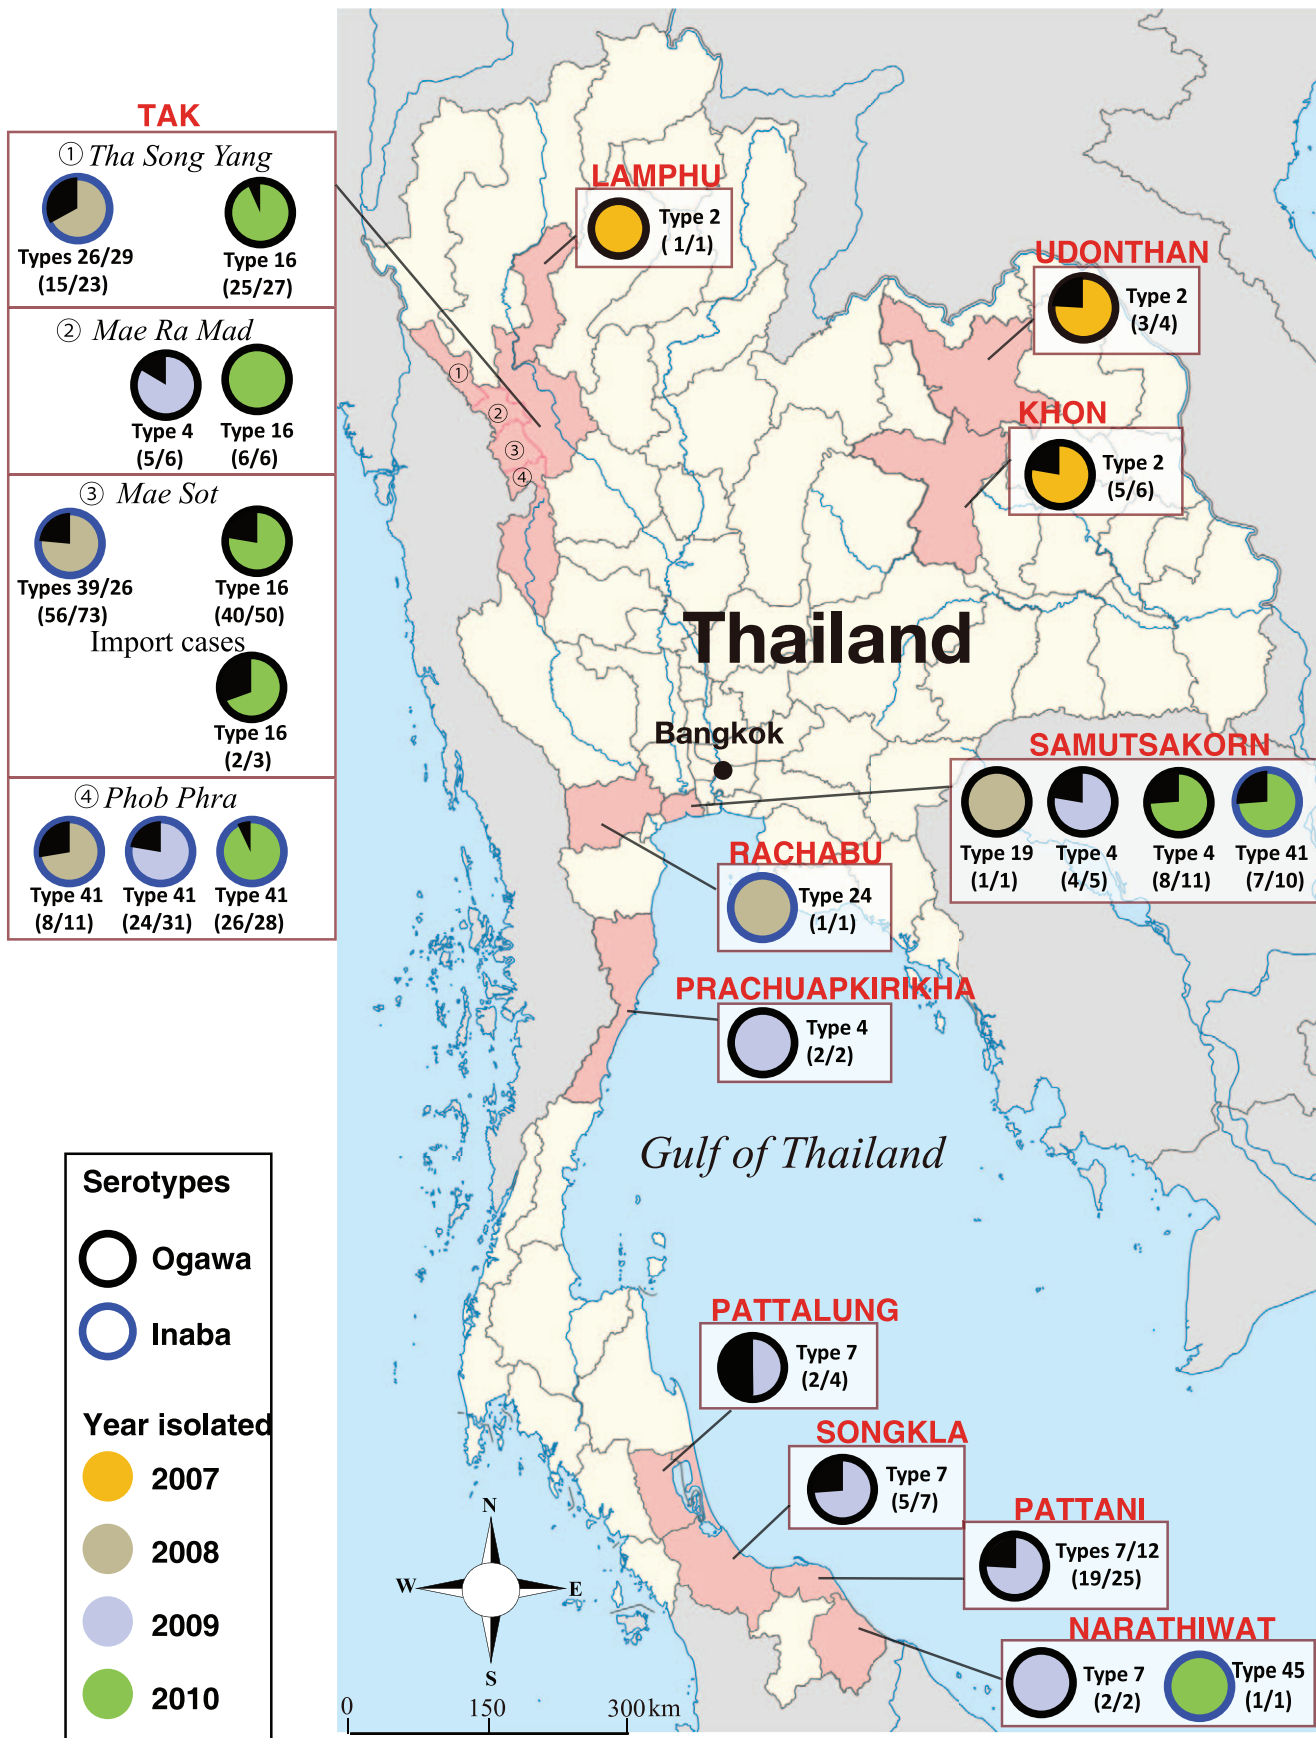 TAK
① Tha Song Yang
Types 26/29
(15/23)
Type 16
(25/27)
② Mae Ra Mad
Type 4
(5/6)
Type 16
(6/6)
③ Mae Sot
Types 39/26
(56/73)
Type 16
(40/50)
Import cases
Type 16
(2/3)
④ Phob Phra
Type 41
(8/11)
Type 41
(24/31)
Type 41
(26/28)
LAMPHU
Type 2
( 1/1)
UDONTHAN
Type 2
(3/4)
KHON
Type 2
(5/6)
①
②
③
④
Thailand
Bangkok
SAMUTSAKORN
Type 19
(1/1)
Type 4
(4/5)
Type 4
(8/11)
Type 41
(7/10)
RACHABU
Type 24
(1/1)
PRACHUAPKIRIKHA
Type 4
(2/2)
Gulf of Thailand
PATTALUNG
Type 7
(2/4)
SONGKLA
Type 7
(5/7)
PATTANI
Types 7/12
(19/25)
NARATHIWAT
Type 7
(2/2)
Type 45
(1/1)
Serotypes
Ogawa
Inaba
Year isolated
2007
2008
2009
2010
N
W
E
S
0
150
300 km